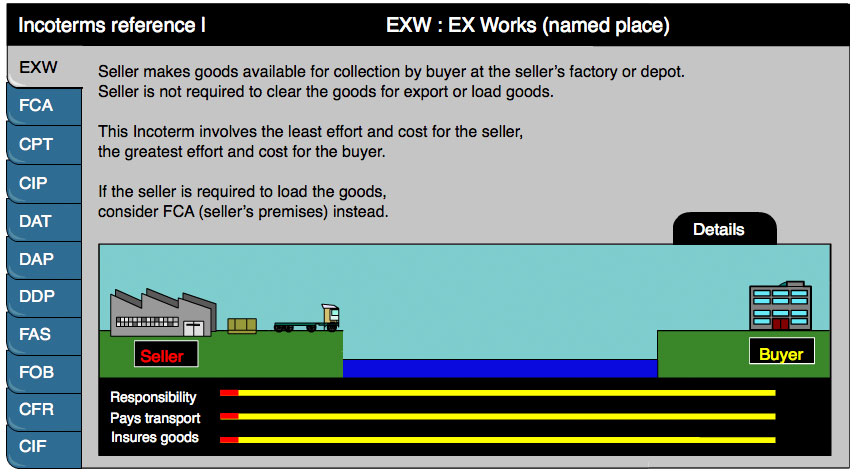 Incoterms reference I
EXW : EX Works (named place)
EXW
FCA
CPT
CIP
DAT
DAP
DDP
FAS
FOB
CFR
CIF
Seller makes goods available for collection by buyer at the seller's factory or depot.
Seller is not required to clear the goods for export or load goods.
This Incoterm involves the least effort and cost for the seller,
the greatest effort and cost for the buyer.
If the seller is required to load the goods,
consider FCA (seller's premises) instead.
Details
Seller
Buyer
Responsibility
Pays transport
Insures goods